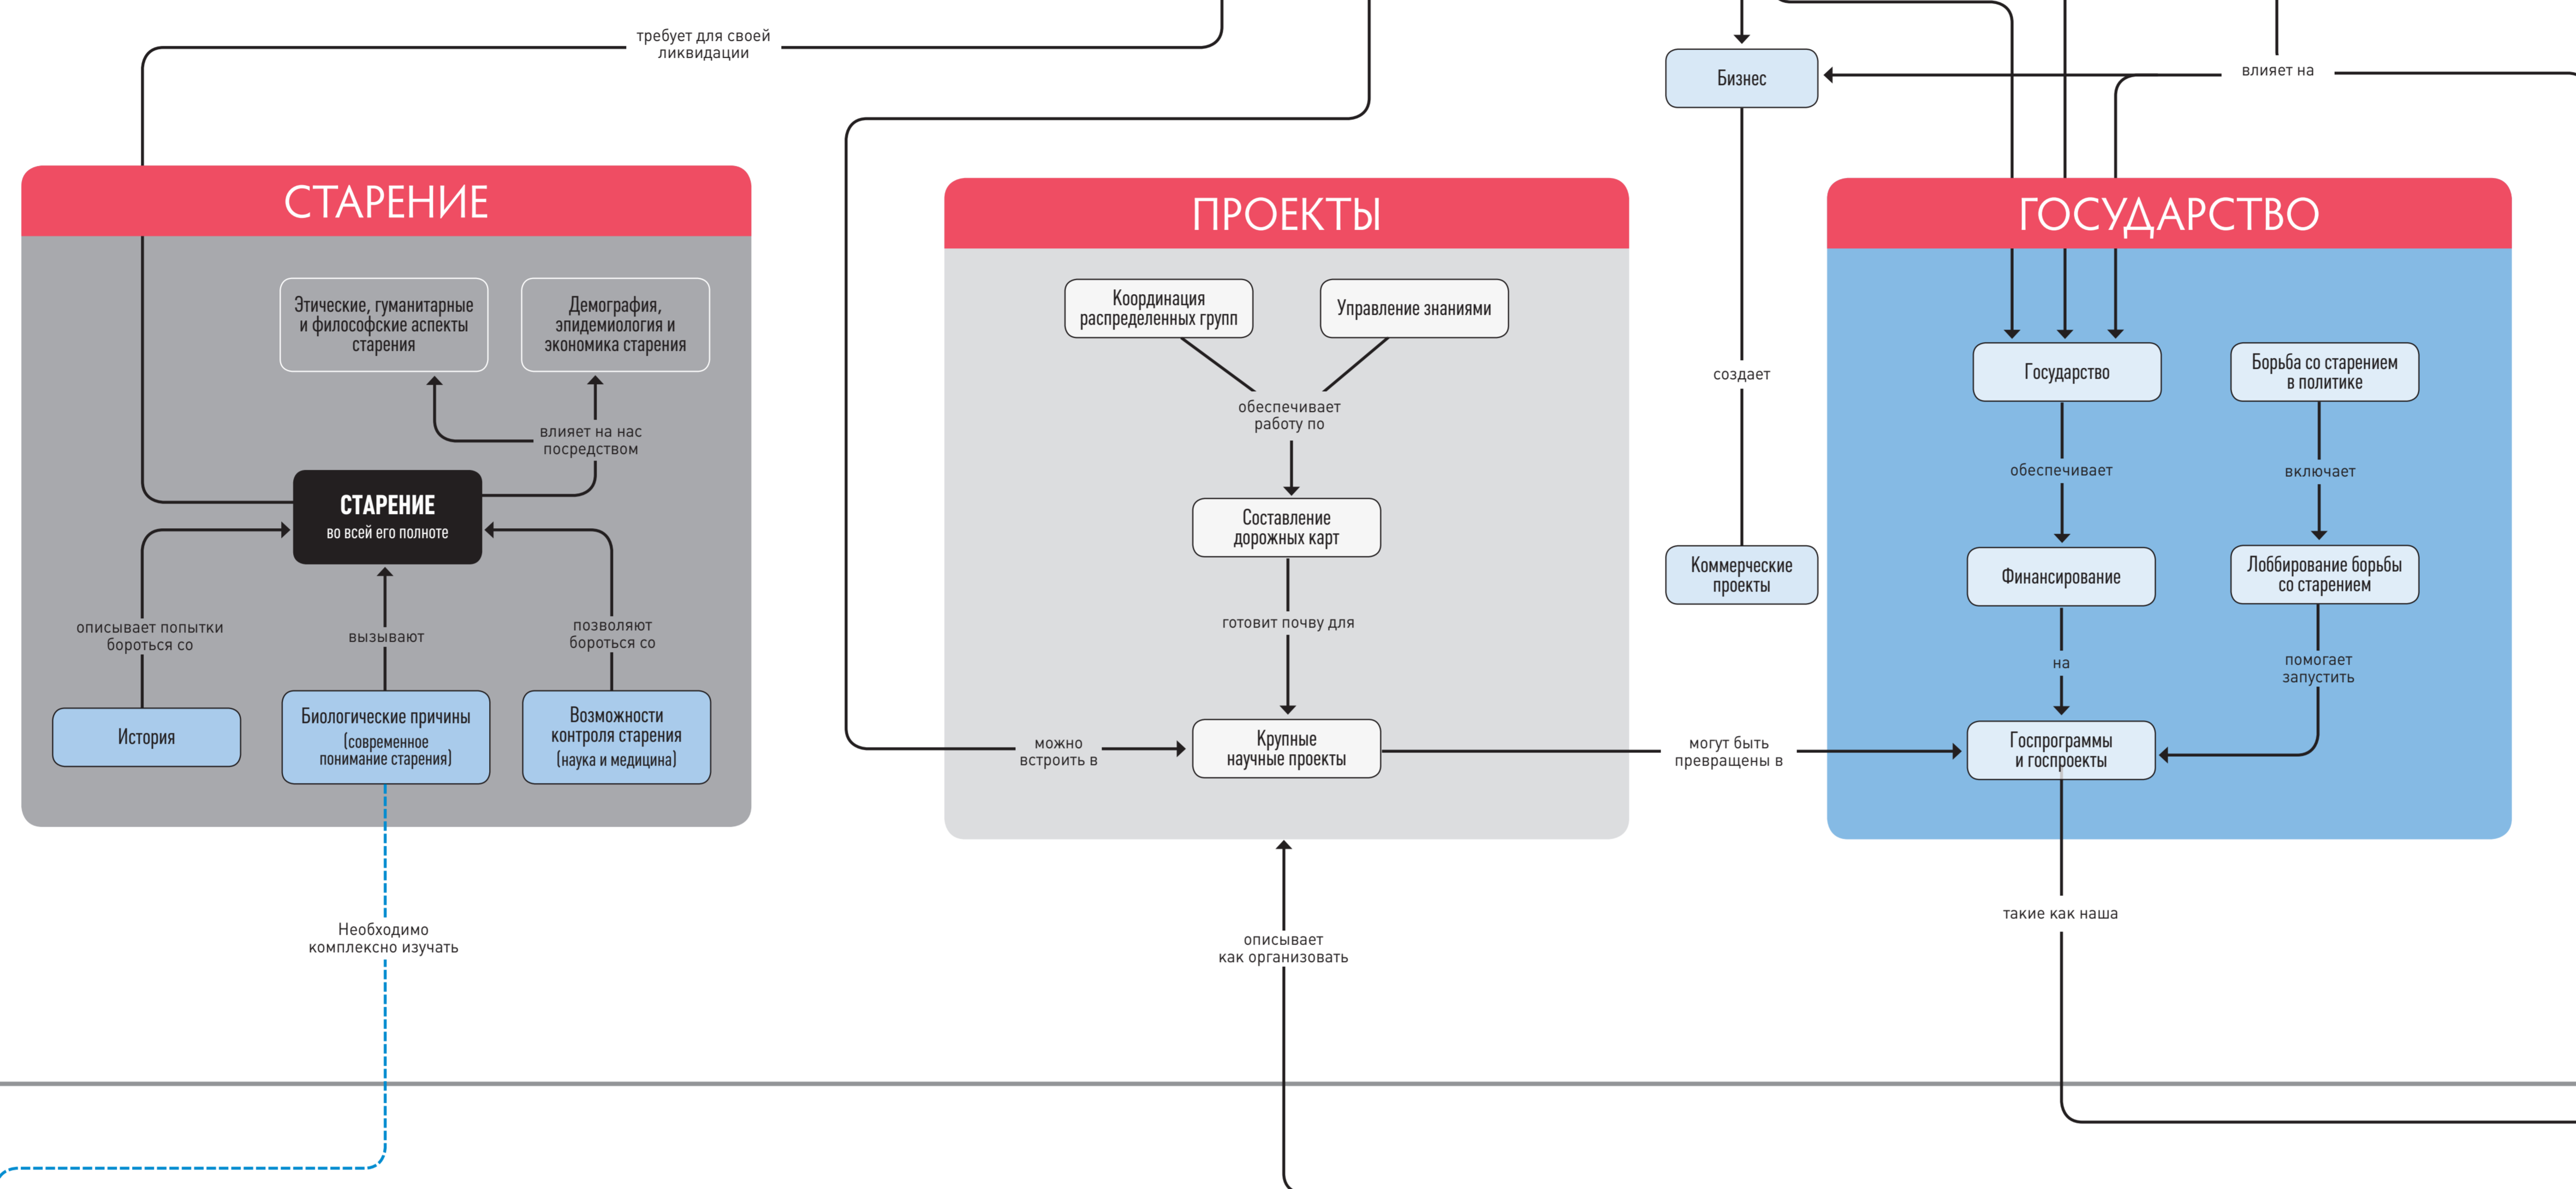 требует для своей
ликвидации
Бизнес
влияет на
СТАРЕНИЕ
Этические, гуманитарные
и философские аспекты
старения
Демография,
эпидемиология и
экономика старения
влияет на нас
посредством
СТАРЕНИЕ
во всей его полноте
описывает попытки
бороться со
вызывают
позволяют
бороться со
История
Биологические причины
(современное
понимание старения)
Возможности
контроля старения
(наука и медицина)
Необходимо
комплексно изучать
ПРОЕКТЫ
Координация
распределенных групп
Управление знаниями
обеспечивает
работу по
Составление
дорожных карт
готовит почву для
можно
встроить в
Крупные
научные проекты
описывает
как организовать
создает
Коммерческие
проекты
могут быть
превращены в
ГОСУДАРСТВО
Государство
Борьба со старением
в политике
обеспечивает
включает
Финансирование
Лоббирование борьбы
со старением
на
помогает
запустить
Госпрограммы
и госпроекты
такие как наша